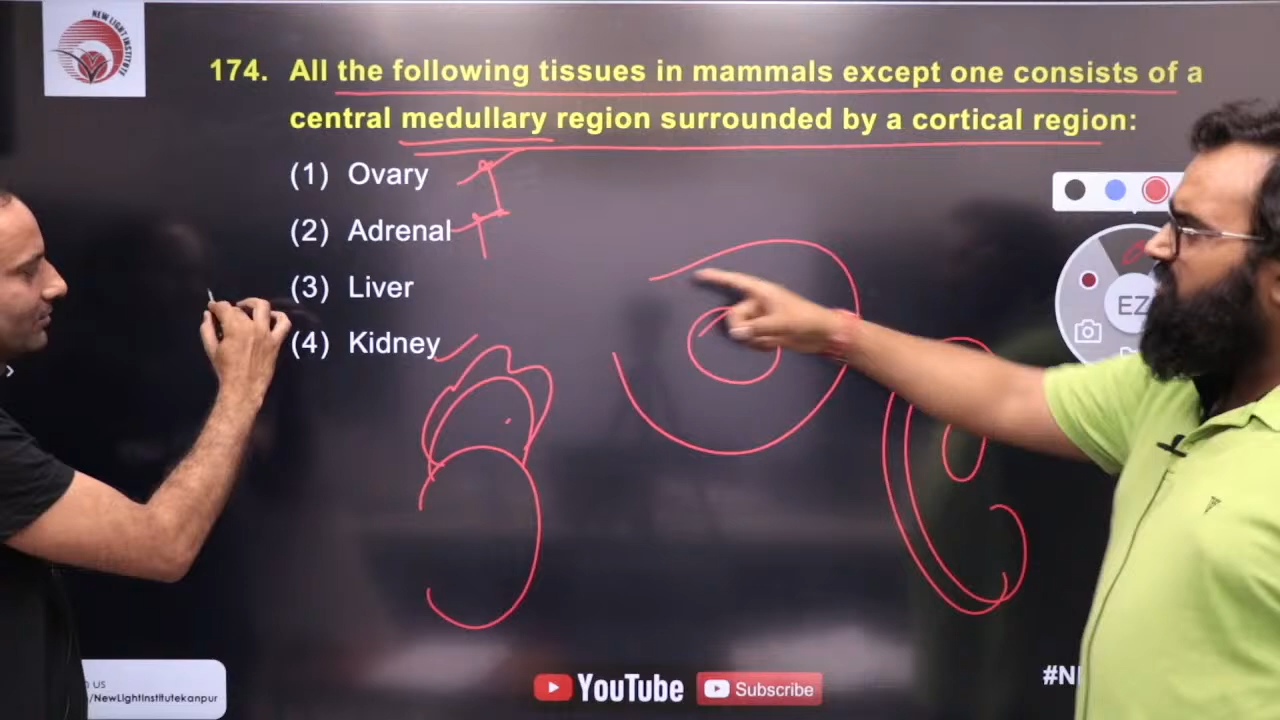 NEW LIGHT INSTITUTE
174. All the following tissues in mammals except one consists of a
central medullary region surrounded by a cortical region:
(1) Ovary
(2) Adrenal
(3) Liver
(4) Kidney
EZ
US
/NewLightInstitutekanpur
YouTube
Subscribe